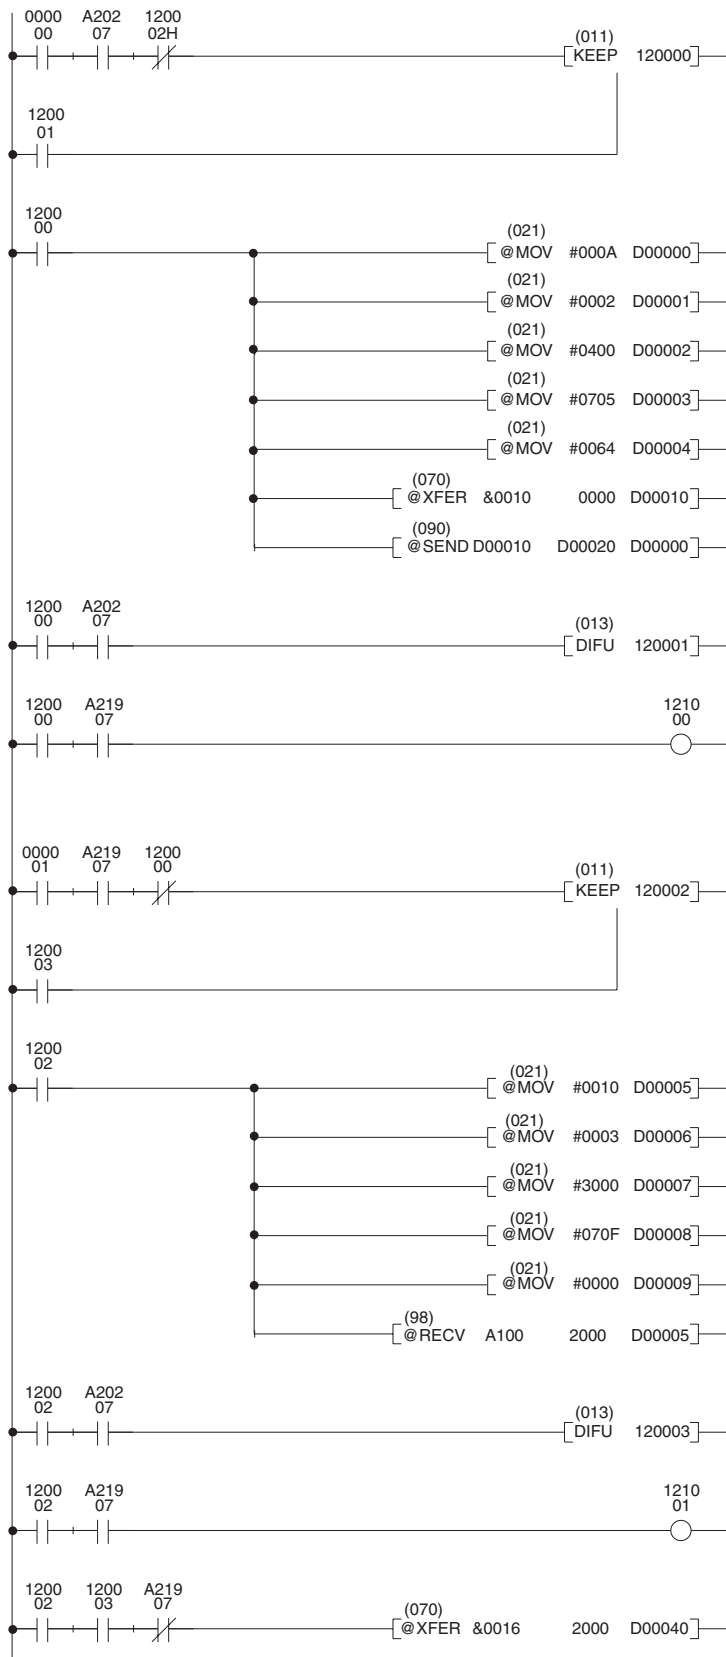 0000 A202 1200
00 07 02H
(011)
KEEP 120000
1200
01
1200
00
(021)
@MOV #000A D00000
(021)
@MOV #0002 D00001
(021)
@MOV #0400 D00002
(021)
@MOV #0705 D00003
(021)
@MOV #0064 D00004
(070)
@XFER &0010 0000 D00010
(090)
@SEND D00010 D00020 D00000
1200 A202
00 07
(013)
DIFU 120001
1200 A219
00 07
1210
00
0000 A219 1200
01 07 00
(011)
KEEP 120002
1200
03
1200
02
(021)
@MOV #0010 D00005
(021)
@MOV #0003 D00006
(021)
@MOV #3000 D00007
(021)
@MOV #070F D00008
(021)
@MOV #0000 D00009
(98)
@RECV A100 2000 D00005
1200 A202
02 07
(013)
DIFU 120003
1200 A219
02 07
1210
01
1200 1200 A219
02 03 07
(070)
@XFER &0016 2000 D00040